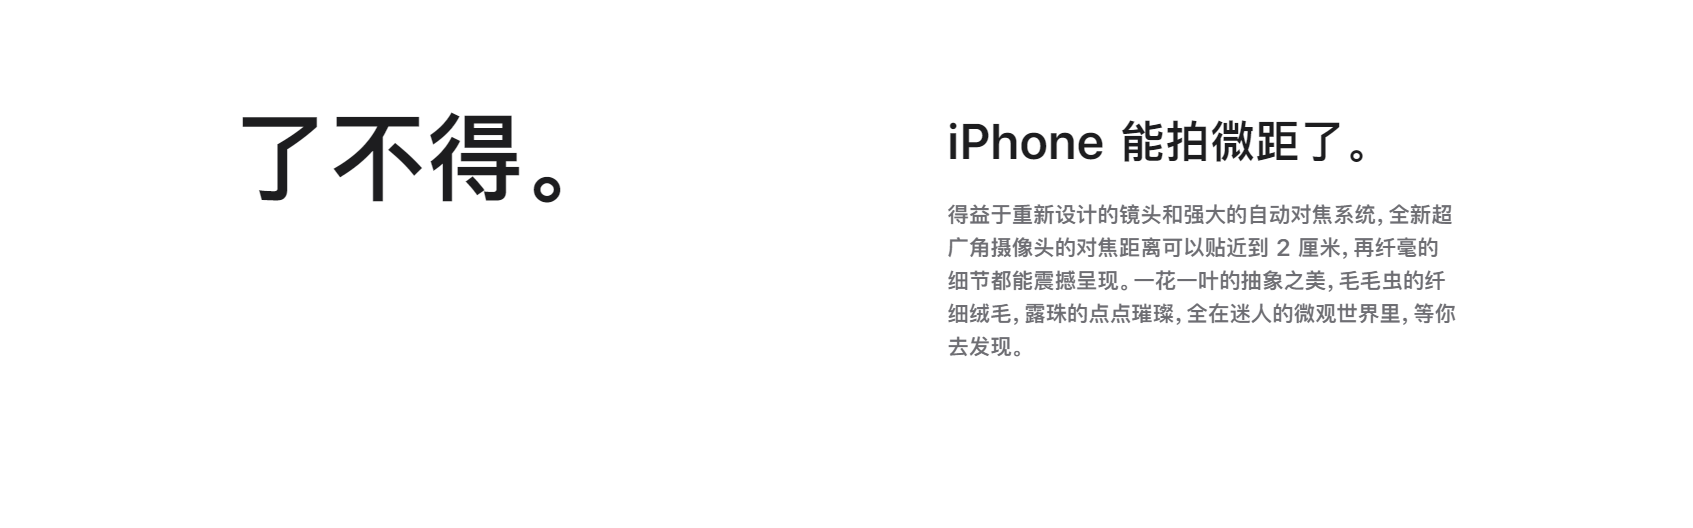 了不得。
iPhone 能拍微距了。
得益于重新设计的镜头和强大的自动对焦系统，全新超
广角摄像头的对焦距离可以贴近到 2 厘米，再纤毫的
细节都能震撼呈现。一花一叶的抽象之美，毛毛虫的纤
细绒毛，露珠的点点璀璨，全在迷人的微观世界里，等你
去发现。